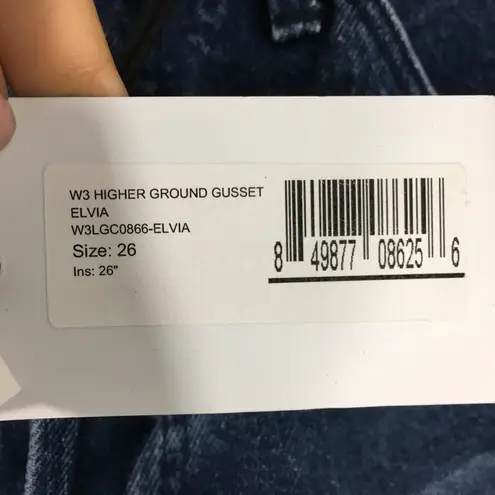 W3 HIGHER GROUND GUSSET
ELVIA
W3LGC0866-ELVIA
Size: 26
Ins: 26"
8 49877 08625 6